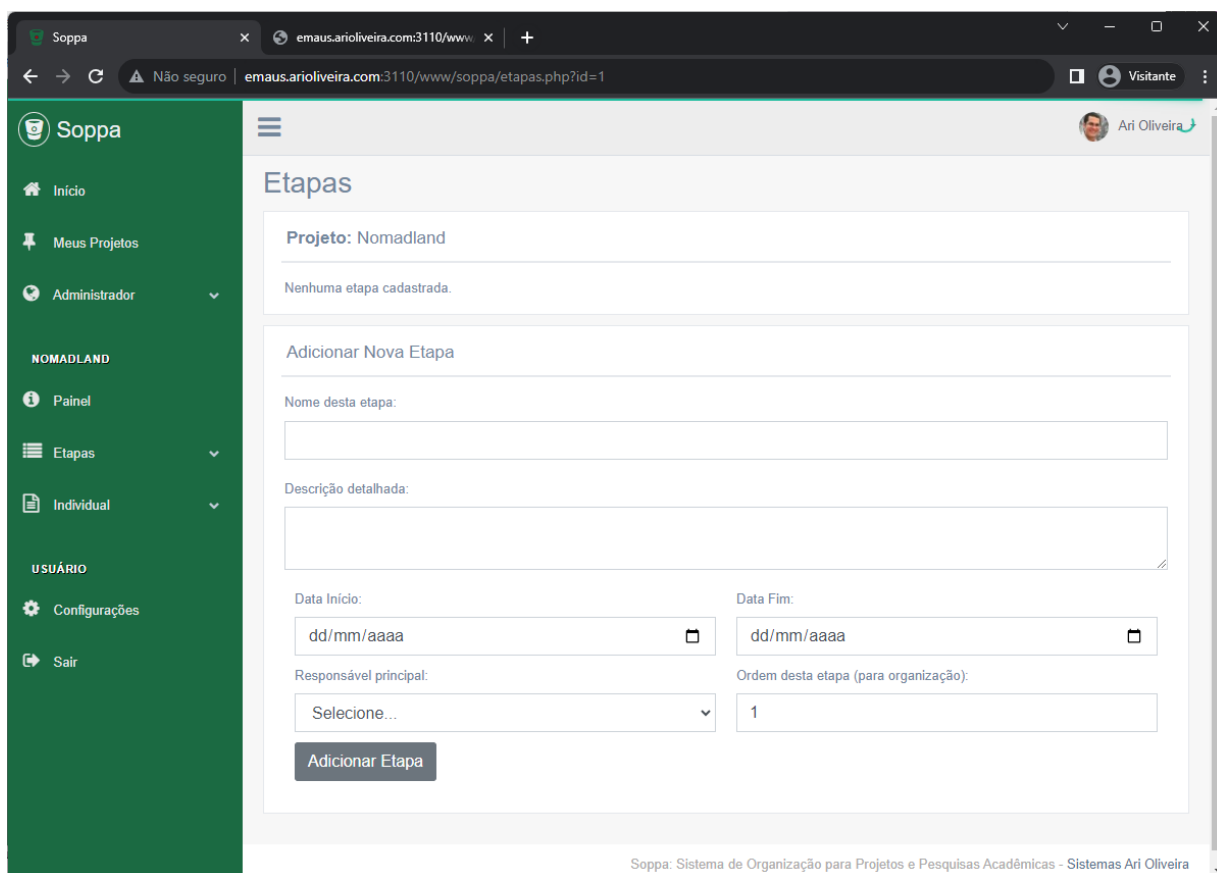 Soppa
emaus.arioliveira.com:3110/www
Não seguro
emaus.arioliveira.com:3110/www/soppa/etapas.php?id=1
Visitante
Soppa
Início
Meus Projetos
Administrador
NOMADLAND
Painel
Etapas
Individual
USUÁRIO
Configurações
Sair
Ari Oliveira
Etapas
Projeto: Nomadland
Nenhuma etapa cadastrada.
Adicionar Nova Etapa
Nome desta etapa:
Descrição detalhada:
Data Início: Data Fim:
dd/mm/aaaa dd/mm/aaaa
Responsável principal: Ordem desta etapa (para organização):
Selecione... 1
Adicionar Etapa
Soppa: Sistema de Organização para Projetos e Pesquisas Acadêmicas - Sistemas Ari Oliveira